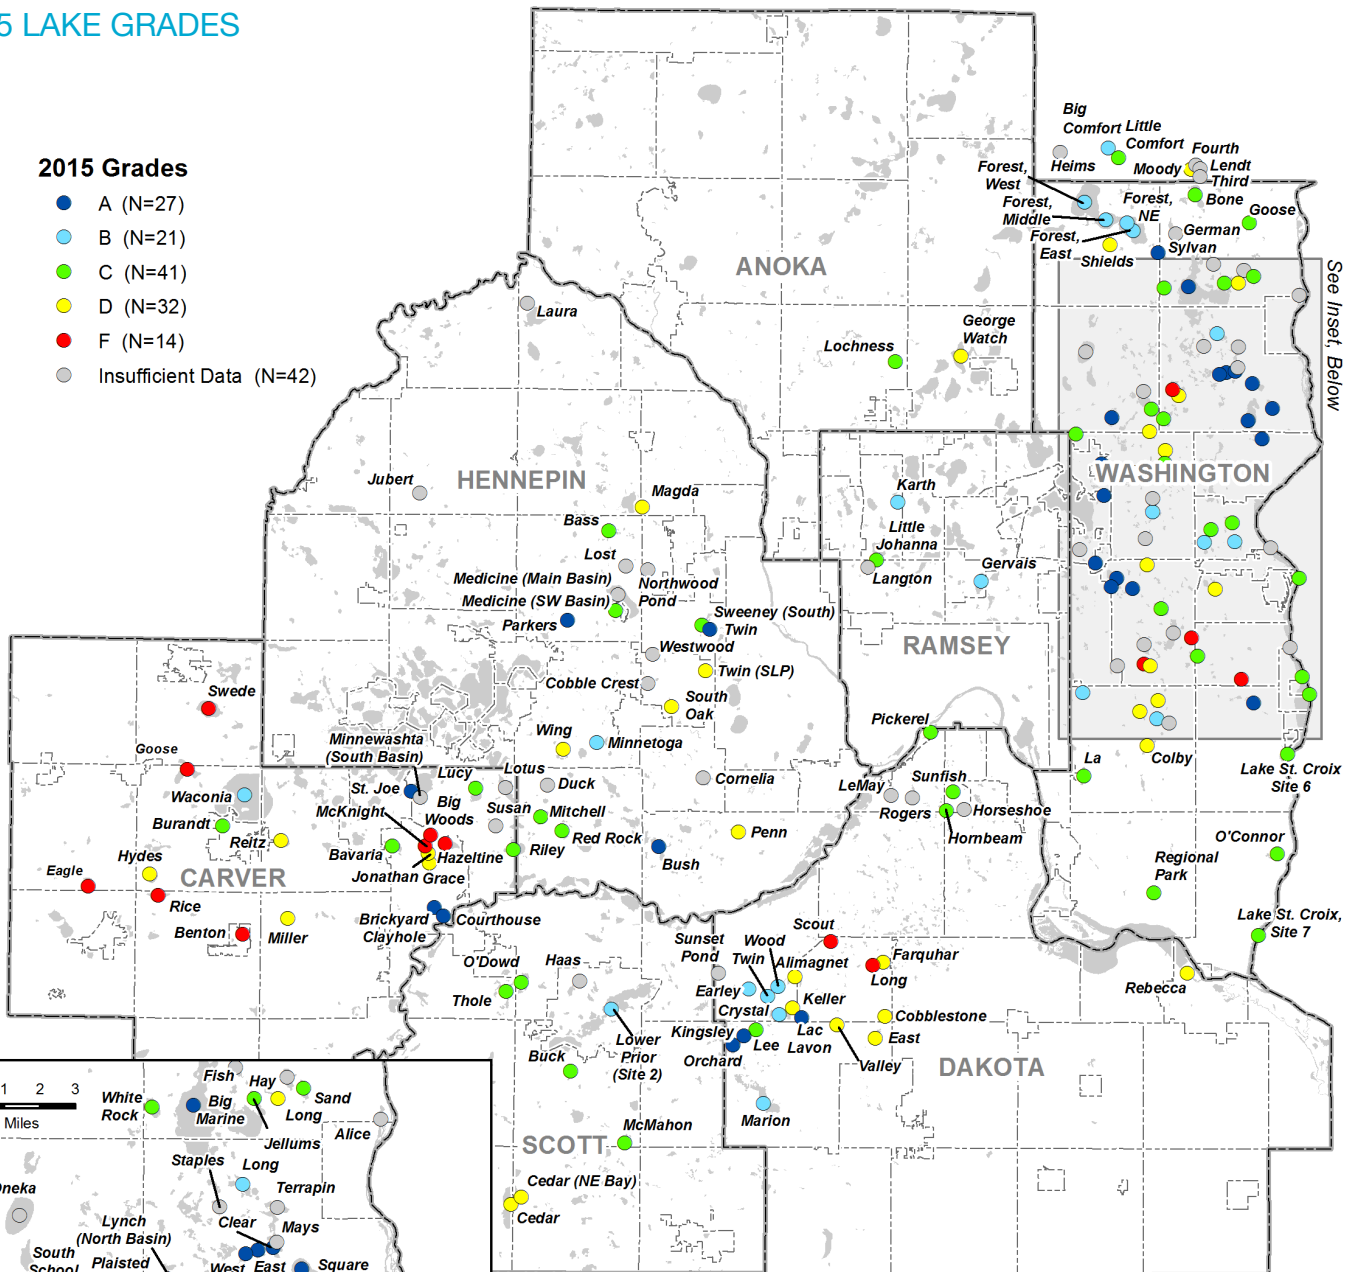 5 LAKE GRADES
2015 Grades
A (N=27)
B (N=21)
C (N=41)
D (N=32)
F (N=14)
Insufficient Data (N=42)
Big
Comfort
Little
Comfort
Heims
Moody
Fourth
Lendt
Third
Bone
Forest,
West
Forest,
Middle
Forest,
NE
Forest,
East
Shields
Goose
German
Sylvan
See Inset, Below
ANOKA
Laura
Lochness
George
Watch
WASHINGTON
HENNEPIN
Jubert
Magda
Bass
Lost
Northwood
Pond
Medicine (Main Basin)
Medicine (SW Basin)
Parkers
Sweeney (South)
Twin
Westwood
Twin (SLP)
Cobble Crest
South
Oak
Wing
Minnetoga
Karth
Little
Johanna
Langton
Gervais
RAMSEY
Swede
Goose
Waconia
Burandt
Reitz
Hydes
Eagle
Rice
CARVER
Benton
Miller
Minnewashta
(South Basin)
St. Joe
McKnight
Lucy
Big
Woods
Bavaria
Hazeltine
Jonathan
Grace
Brickyard
Clayhole
Courthouse
Lotus
Duck
Susan
Mitchell
Red Rock
Riley
Cornelia
Penn
Bush
Pickerel
LeMay
Rogers
Sunfish
Horseshoe
Hornbeam
La
Colby
Lake St. Croix
Site 6
O'Connor
Regional
Park
Lake St. Croix,
Site 7
Rebecca
O'Dowd
Thole
Haas
Lower
Prior
(Site 2)
Buck
SCOTT
McMahon
Cedar (NE Bay)
Cedar
Sunset
Pond
Wood
Twin
Alimagnet
Scout
Farquhar
Long
Earley
Crystal
Keller
Kingsley
Orchard
Lee
Lac
Lavon
Cobblestone
East
Valley
Marion
DAKOTA
1 2 3
Miles
White
Rock
Fish
Hay
Big
Marine
Long
Sand
Jellums
Alice
Staples
Long
Terrapin
Clear
Mays
Lynch
(North Basin)
South
School
Plaisted
West
East
Square